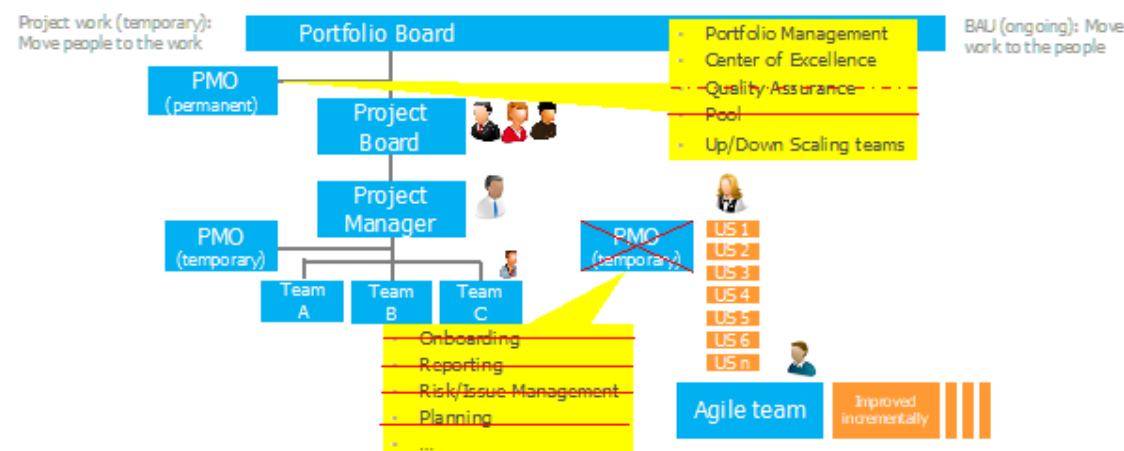 Project work (temporary):
Move people to the work
Portfolio Board
BAU (ongoing): Move
work to the people
- Portfolio Management
- Center of Excellence
- Quality Assurance
- Pool
- Up/Down Scaling teams
PMO
(permanent)
Project
Board
Project
Manager
PMO
(temporary)
Team
A
Team
B
Team
C
PMO
(temporary)
- Onboarding
- Reporting
- Risk/Issue Management
- Planning
- ...
US 1
US 2
US 3
US 4
US 5
US 6
US n
Agile team
Improved
incrementally